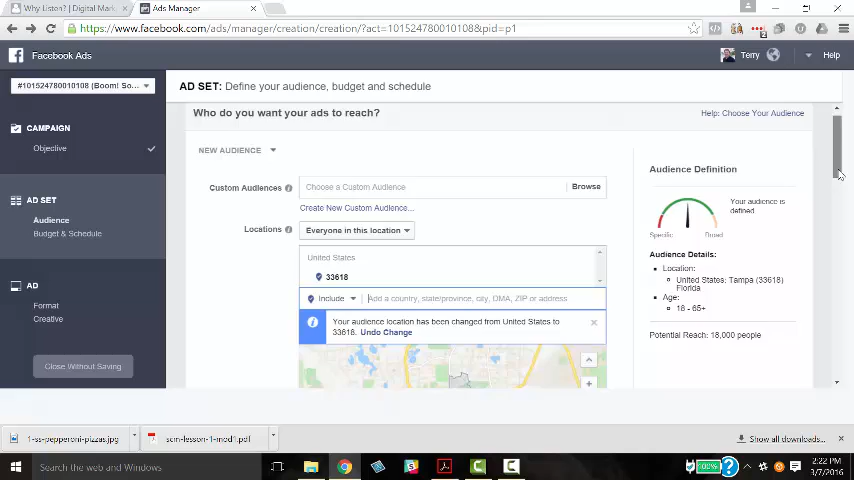 Why Listen? | Digital Mark
Ads Manager
https://www.facebook.com/ads/manager/creation/creation/?act=101524780010108&pid=p1
Facebook Ads
Terry
Help
#101524780010108 (Boom! So...
AD SET: Define your audience, budget and schedule
Who do you want your ads to reach?
Help: Choose Your Audience
CAMPAIGN
Objective
NEW AUDIENCE
Custom Audiences
Choose a Custom Audience
Browse
Create New Custom Audience...
Locations
Everyone in this location
United States
33618
Include
Add a country, state/province, city, DMA, ZIP or address
Your audience location has been changed from United States to
33618. Undo Change
Audience Definition
Your audience is
defined.
Specific
Broad
Audience Details:
Location:
United States: Tampa (33618)
Florida
Age:
18 - 65+
Potential Reach: 18,000 people
AD SET
Audience
Budget & Schedule
AD
Format
Creative
Close Without Saving
1-ss-pepperoni-pizzas.jpg
scm-lesson-1-mod1.pdf
Show all downloads...
Search the web and Windows
100%
2:22 PM
3/7/2016